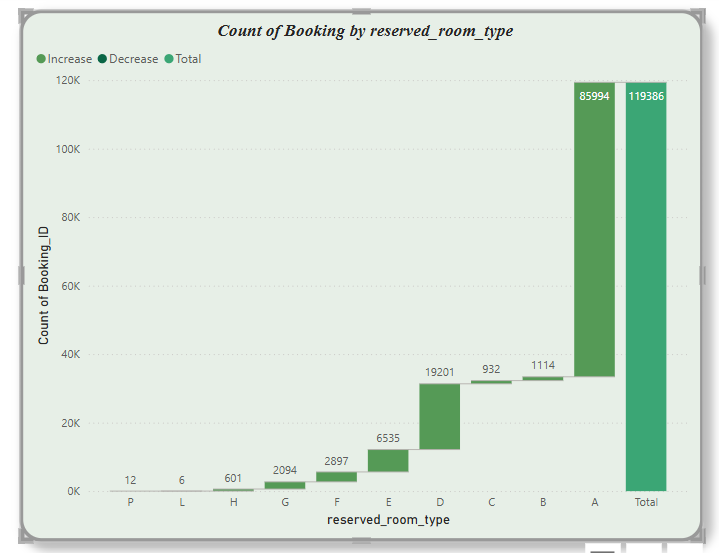 Count of Booking by reserved_room_type
Increase Decrease Total
120K
100K
80K
60K
40K
20K
0K
Count of Booking_ID
12 6 601 2094 2897 6535 19201 932 1114 85994 119386
P L H G F E D C B A Total
reserved_room_type